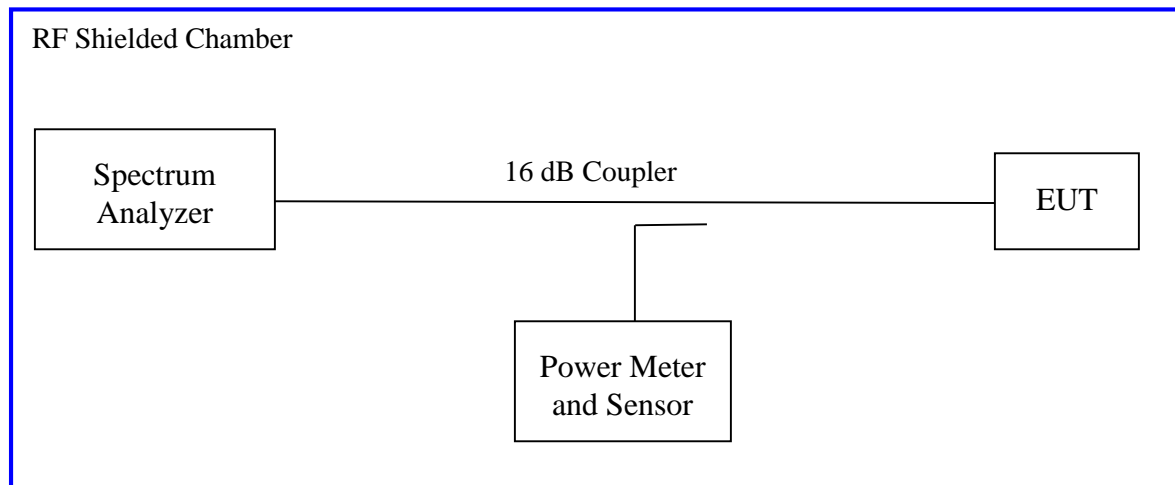 RF Shielded Chamber
Spectrum
Analyzer
16 dB Coupler
EUT
Power Meter
and Sensor